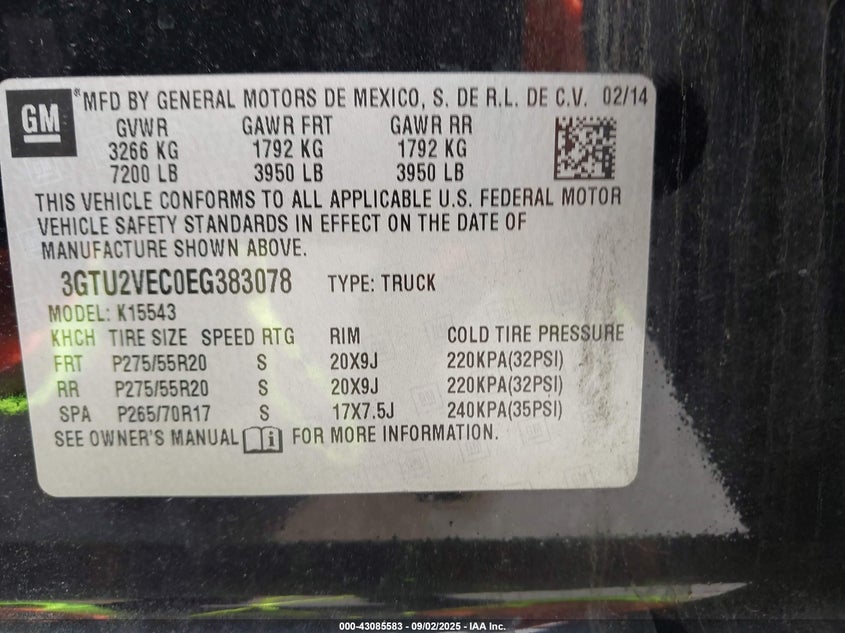 GM ® MFD BY GENERAL MOTORS DE MEXICO, S. DE R.L. DE C.V. 02/14
GVWR GAWR FRT GAWR RR
3266 KG 1792 KG 1792 KG
7200 LB 3950 LB 3950 LB
THIS VEHICLE CONFORMS TO ALL APPLICABLE U.S. FEDERAL MOTOR
VEHICLE SAFETY STANDARDS IN EFFECT ON THE DATE OF
MANUFACTURE SHOWN ABOVE.
3GTU2VEC0EG383078 TYPE: TRUCK
MODEL: K15543
KHCH TIRE SIZE SPEED RTG RIM COLD TIRE PRESSURE
FRT P275/55R20 S 20X9J 220KPA(32PSI)
RR P275/55R20 S 20X9J 220KPA(32PSI)
SPA P265/70R17 S 17X7.5J 240KPA(35PSI)
SEE OWNER'S MANUAL i FOR MORE INFORMATION.
000-43085583 - 09/02/2025 - IAA Inc.